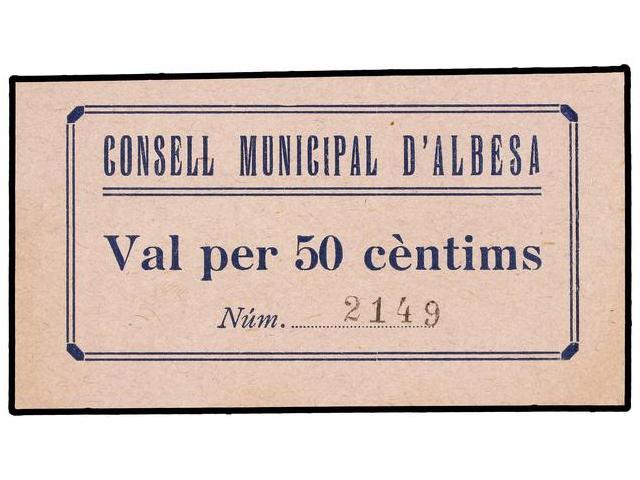 CONSELL MUNICIPAL D'ALBESA
Val per 50 cèntims
Núm. 2149